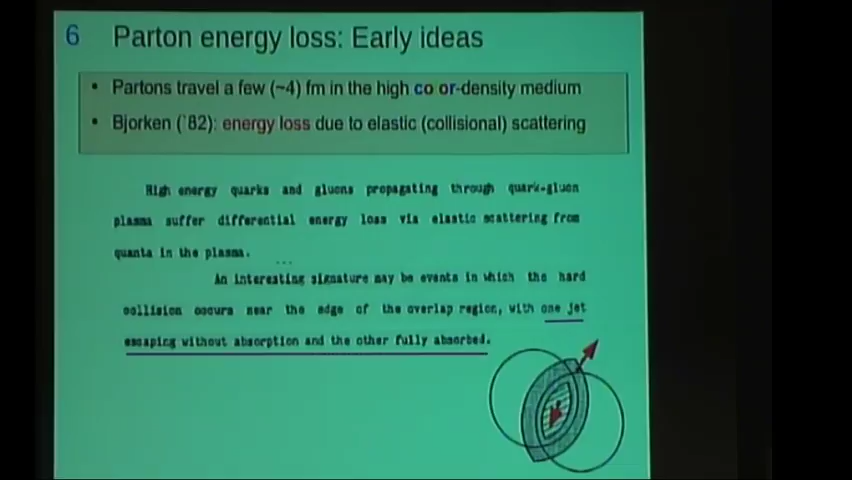 6 Parton energy loss: Early ideas
• Partons travel a few (~4) fm in the high co or-density medium
• Bjorken (`82): energy loss due to elastic (collisional) scattering
High energy quarks and gluons propagating through quark-gluon
plasma suffer differential energy loss via elastic scattering from
quanta in the plasma.
...
An interesting signature may be events in which the hard
collision occurs near the edge of the overlap region, with one jet
escaping without absorption and the other fully absorbed.